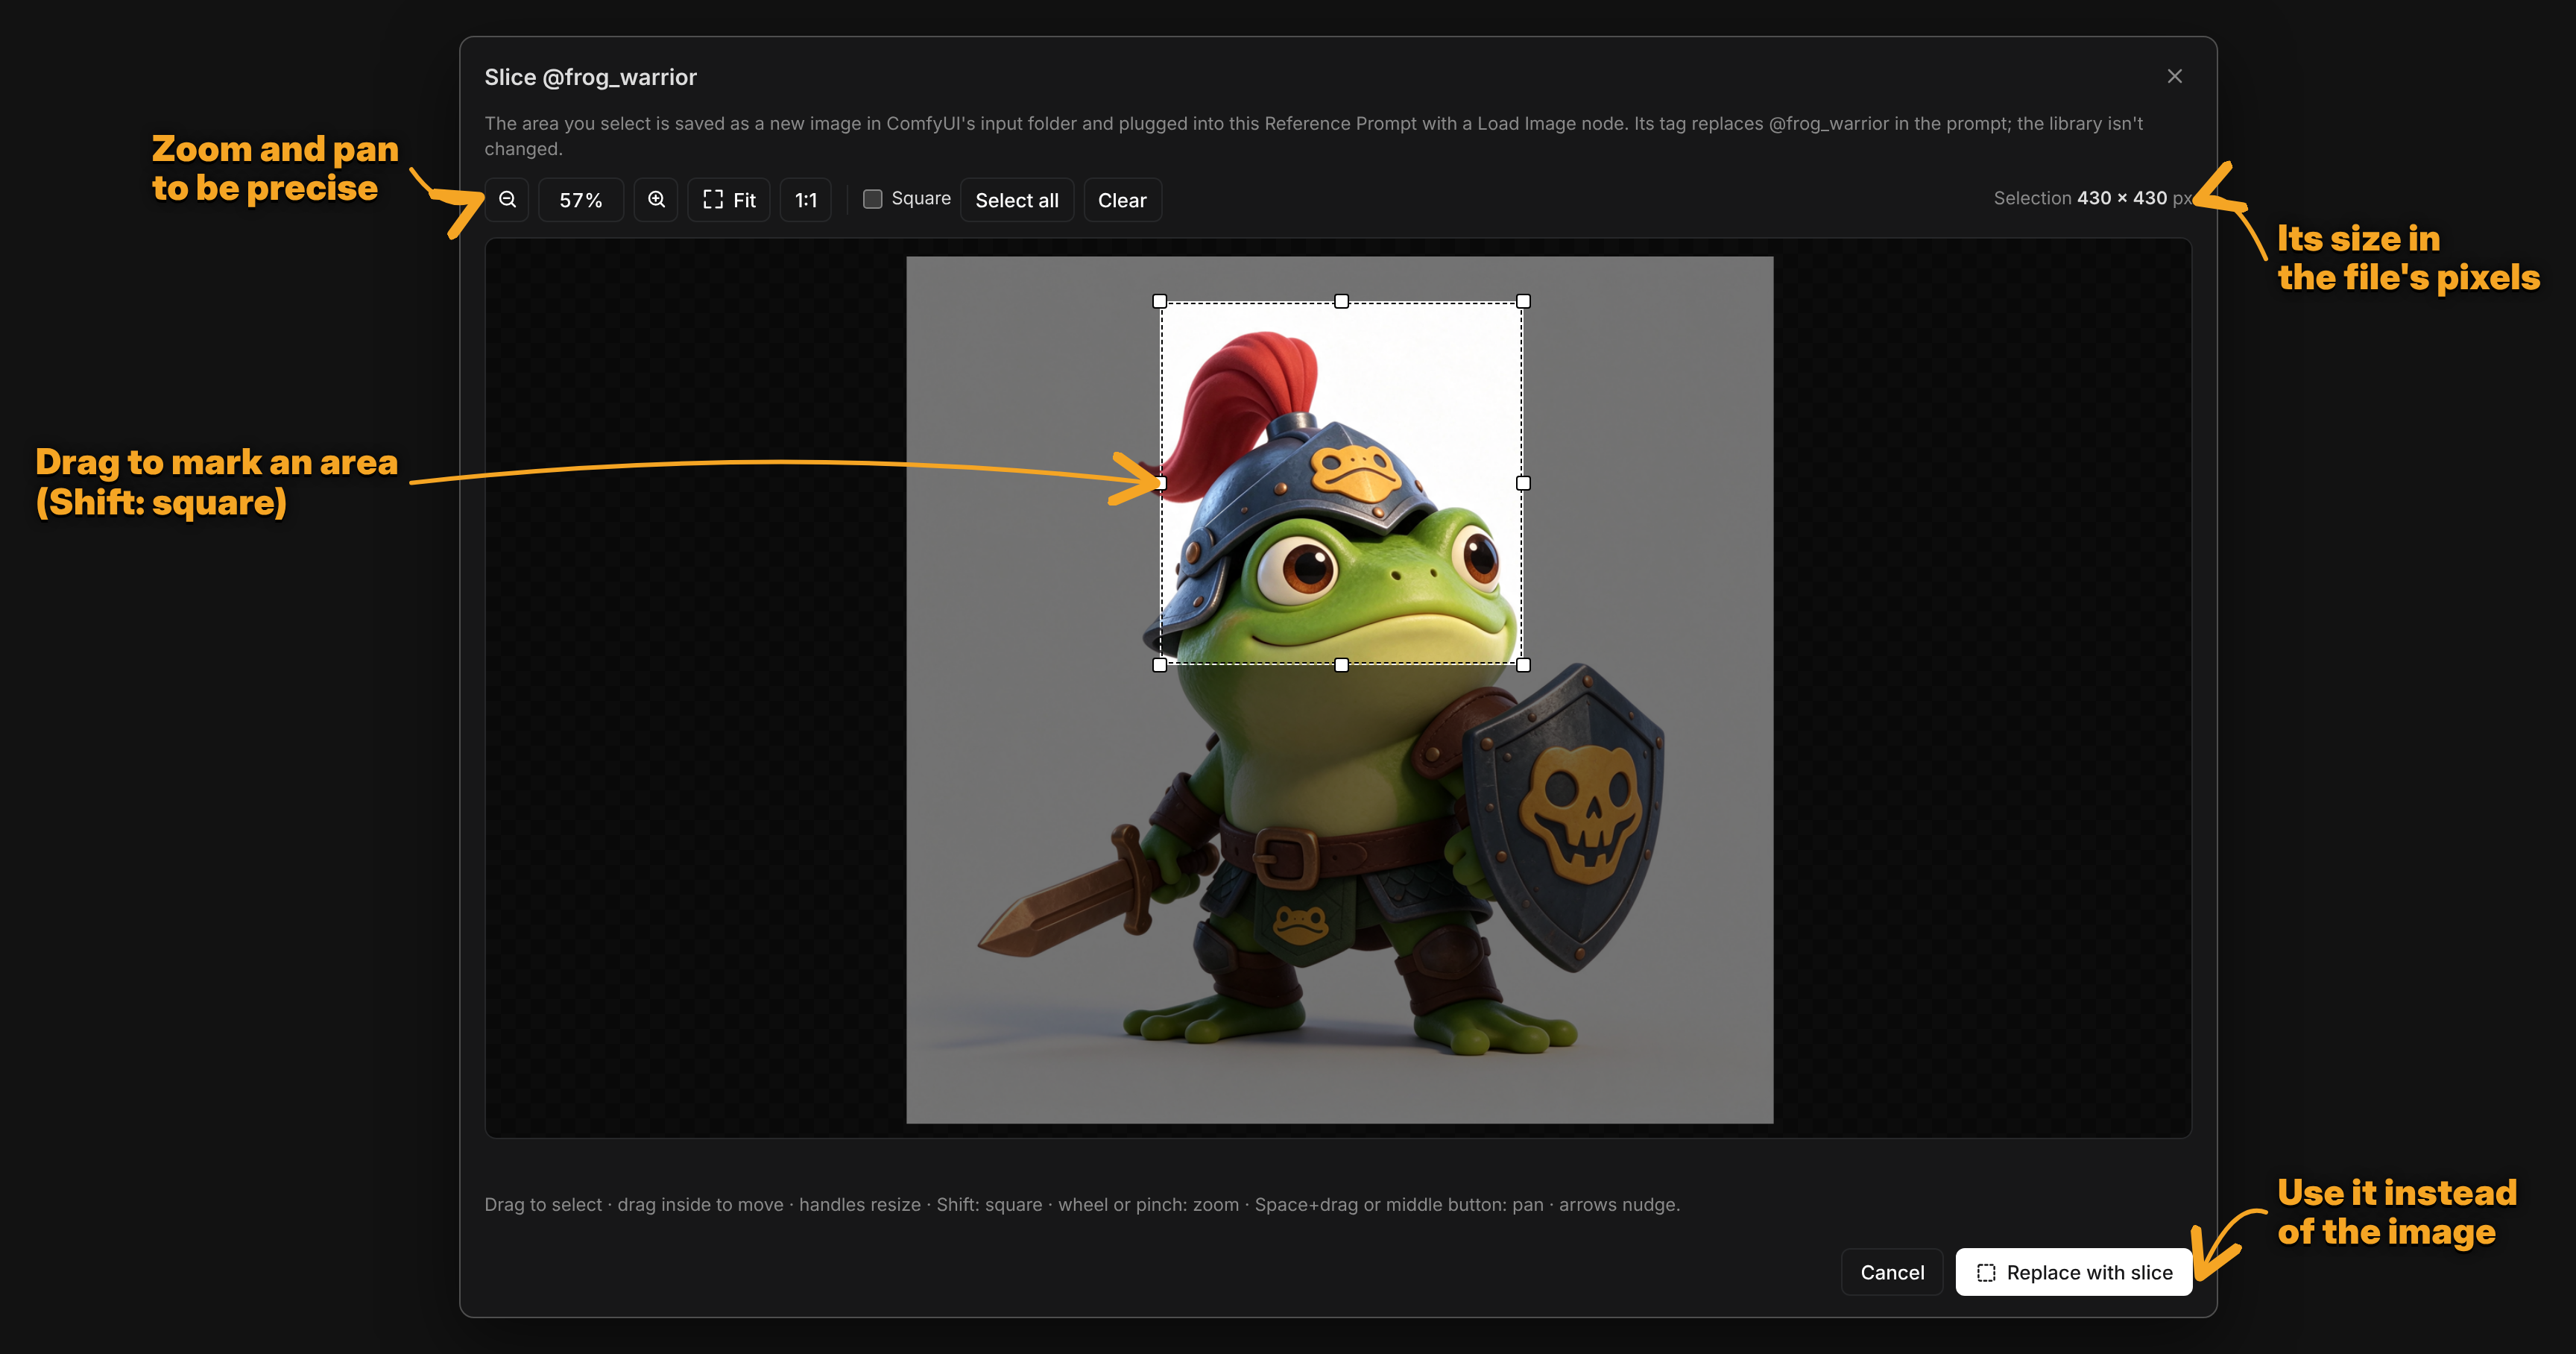 Slice @frog_warrior
The area you select is saved as a new image in ComfyUI's input folder and plugged into this Reference Prompt with a Load Image node. Its tag replaces @frog_warrior in the prompt; the library isn't
changed.
Zoom and pan
to be precise
57%
Fit
1:1
Square
Select all
Clear
Selection 430 × 430 px
Its size in
the file's pixels
Drag to mark an area
(Shift: square)
Drag to select · drag inside to move · handles resize · Shift: square · wheel or pinch: zoom · Space+drag or middle button: pan · arrows nudge.
Use it instead
of the image
Cancel
Replace with slice